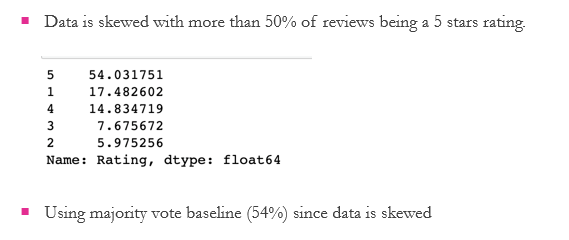 Data is skewed with more than 50% of reviews being a 5 stars rating.
5 54.031751
1 17.482602
4 14.834719
3 7.675672
2 5.975256
Name: Rating, dtype: float64
Using majority vote baseline (54%) since data is skewed